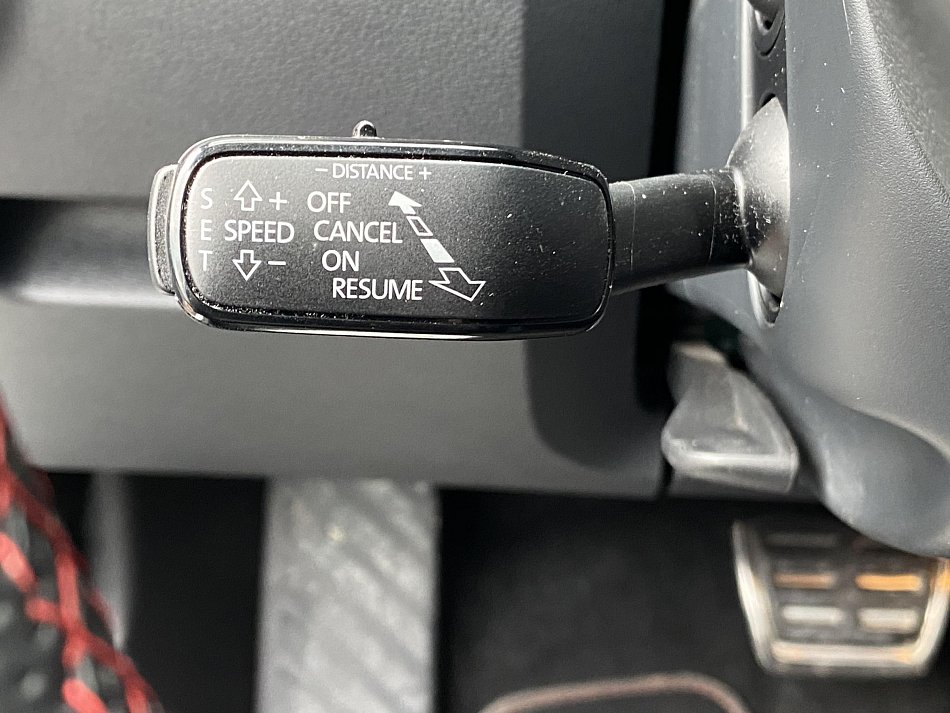 − DISTANCE +
S + OFF
E SPEED CANCEL
T − ON
RESUME